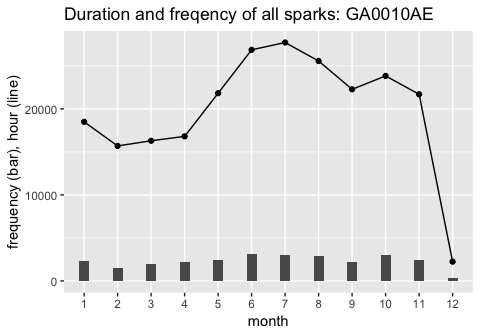 Duration and freqency of all sparks: GA0010AE
frequency (bar), hour (line)
20000
10000
0
1 2 3 4 5 6 7 8 9 10 11 12
month